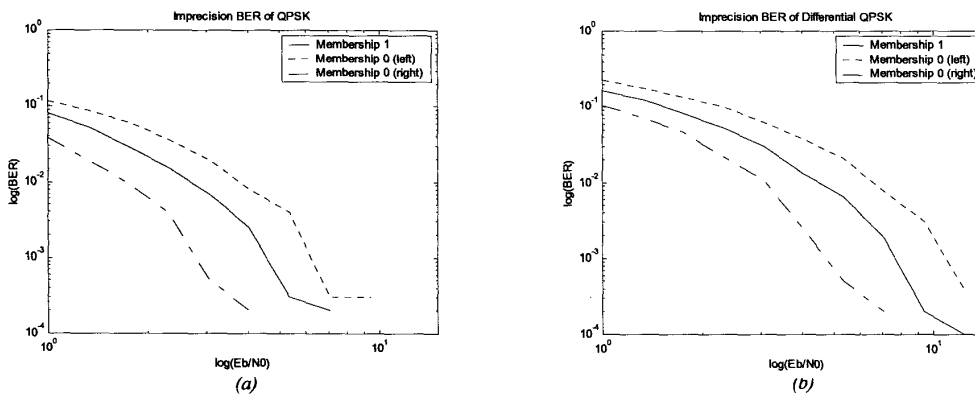 Imprecision BER of QPSK
Membership 1
Membership 0 (left)
Membership 0 (right)
10^0
10^-1
10^-2
10^-3
10^-4
log(BER)
10^0
10^1
log(Eb/N0)
(a)
Imprecision BER of Differential QPSK
Membership 1
Membership 0 (left)
Membership 0 (right)
10^0
10^-1
10^-2
10^-3
10^-4
log(BER)
10^0
10^1
log(Eb/N0)
(b)